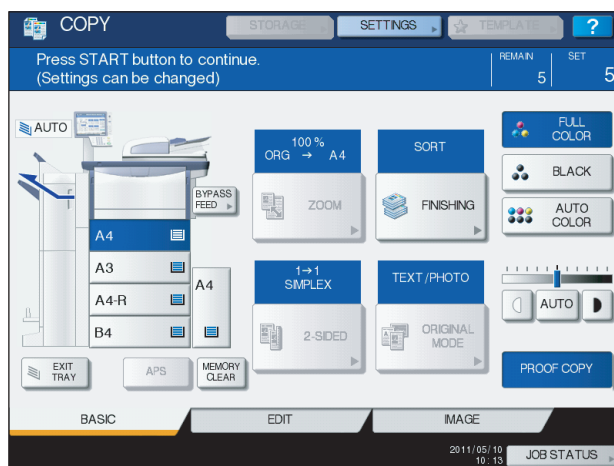 COPY
STORAGE
SETTINGS
TEMPLATE
?
Press START button to continue.
(Settings can be changed)
REMAIN
5
SET
5
AUTO
BYPASS
FEED
A4
A3
A4-R
B4
A4
EXIT
TRAY
APS
MEMORY
CLEAR
100 %
ORG → A4
ZOOM
SORT
FINISHING
1→1
SIMPLEX
2-SIDED
TEXT/PHOTO
ORIGINAL
MODE
FULL
COLOR
BLACK
AUTO
COLOR
AUTO
PROOF COPY
BASIC
EDIT
IMAGE
2011/05/10
10:13
JOB STATUS